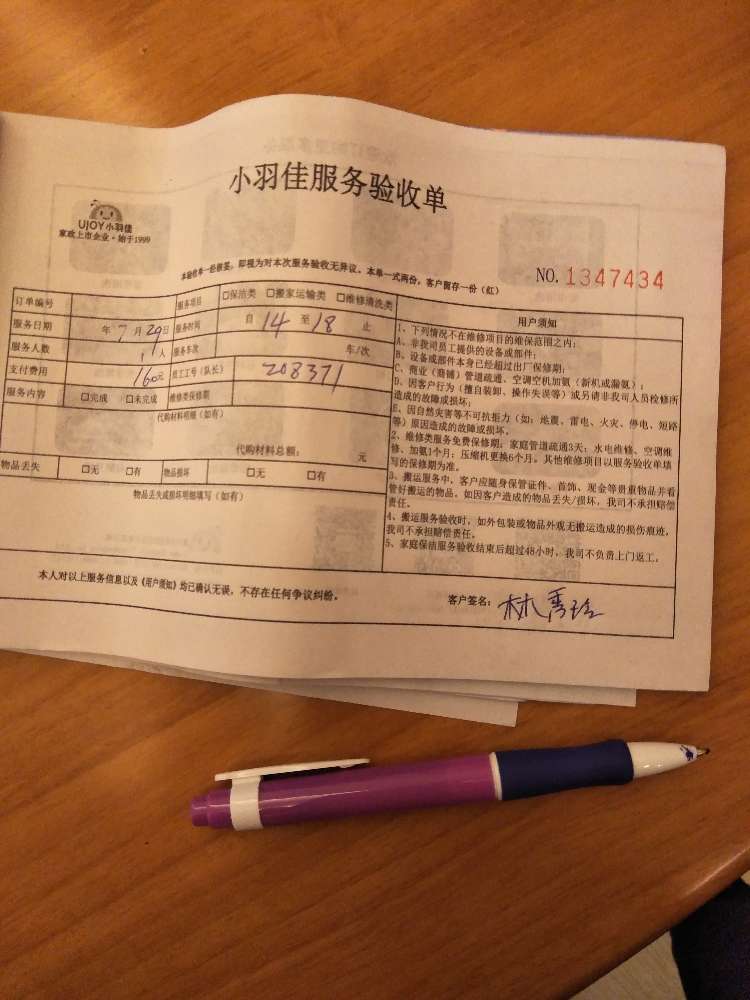 小羽佳服务验收单
UJOY小羽佳
家政上市企业·始于1999
本验收单一经签签，即视为对本次服务验收无异议。本单一式两份，客户留存一份（红）
NO.1347434
订单编号 服务项目 □保洁类 □搬家运输类 □维修清洗类
服务日期 年7月29日 服务时间 自14至18止
服务人数 1人 服务车次 车/次
支付费用 160元 员工工号（队长） 208371
服务内容 □完成 □未完成 维修类保修期
代购材料明细（如有）
代购材料总额： 元
物品丢失 □无 □有 物品损坏 □无 □有
物品丢失或损坏明细填写（如有）
用户须知
1、下列情况不在维修项目的维保范围之内：
A、非我司员工提供的设备或部件；
B、设备或部件本身已经超过出厂保修期；
C、商业（商铺）管道疏通、空调空机加氨（新机或漏氨）；
D、因客户行为（擅自装卸、操作失误等）或另请非我司人员检修所
造成的故障或损坏；
E、因自然灾害等不可抗拒力（如：地震、雷电、火灾、停电、短路
等）原因造成的故障或损坏。
2、维修类服务免费保修期：家庭管道疏通3天；水电维修、空调维
修、加氨1个月；压缩机更换6个月。其他维修项目以服务验收单填
写的保修期为准。
3、搬运服务中，客户应随身保管证件、首饰、现金等贵重物品并看
管好搬运的物品。如因客户造成的物品丢失/损坏，我司不承担赔偿
责任。
4、搬运服务验收时，如外包装或物品外观无搬运造成的损伤痕迹，
我司不承担赔偿责任。
5、家庭保洁服务验收结束后超过48小时，我司不负责上门返工。
本人对以上服务信息以及《用户须知》均已确认无误，不存在任何争议纠纷。
客户签名：林秀玲